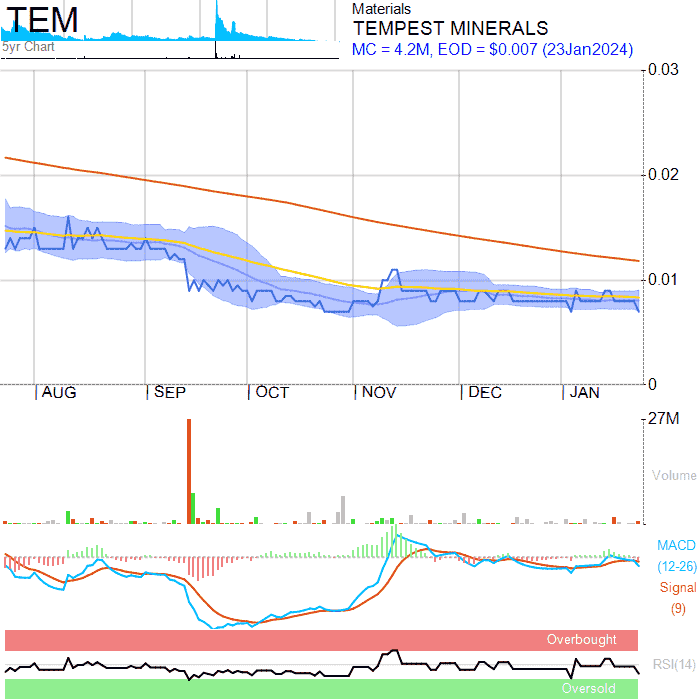 TEM
5yr Chart
Materials
TEMPEST MINERALS
MC = 4.2M, EOD = $0.007 (23Jan2024)
0.03
0.02
0.01
0
AUG SEP OCT NOV DEC JAN
27M
Volume
MACD
(12-26)
Signal
(9)
Overbought
RSI(14)
Oversold